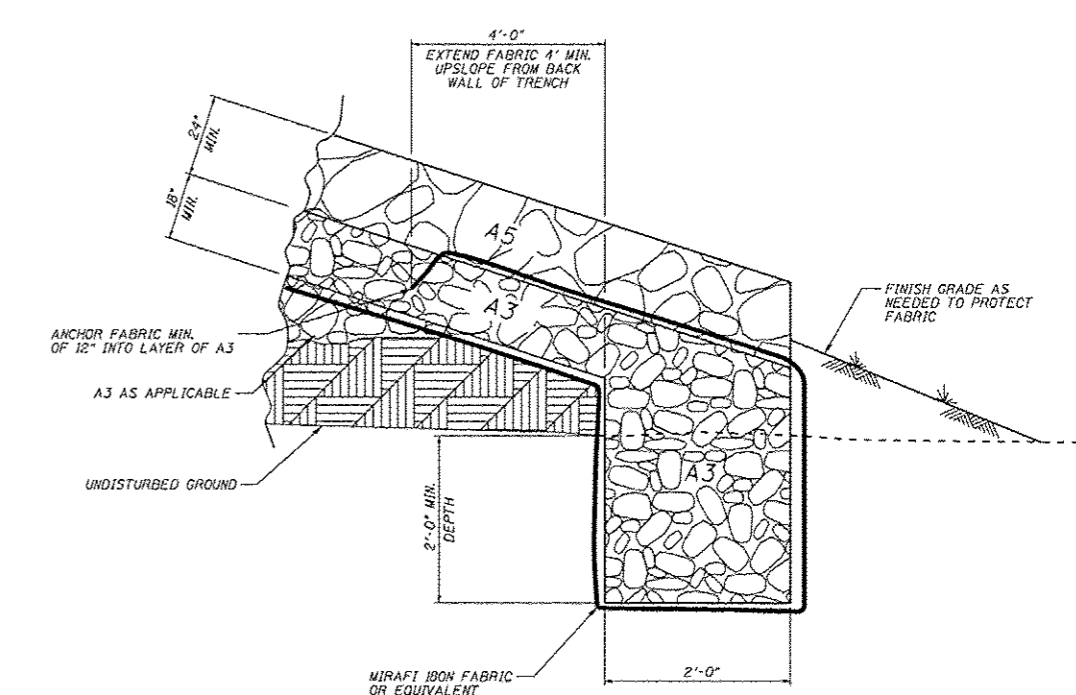 4'-0"
EXTEND FABRIC 4' MIN.
UPSLOPE FROM BACK
WALL OF TRENCH
24"
MIN.
18"
MIN.
A5
A3
FINISH GRADE AS
NEEDED TO PROTECT
FABRIC
ANCHOR FABRIC MIN.
OF 12" INTO LAYER OF A3
A3 AS APPLICABLE
UNDISTURBED GROUND
2'-0" MIN.
DEPTH
A3
MIRAFI 180N FABRIC
OR EQUIVALENT
2'-0"